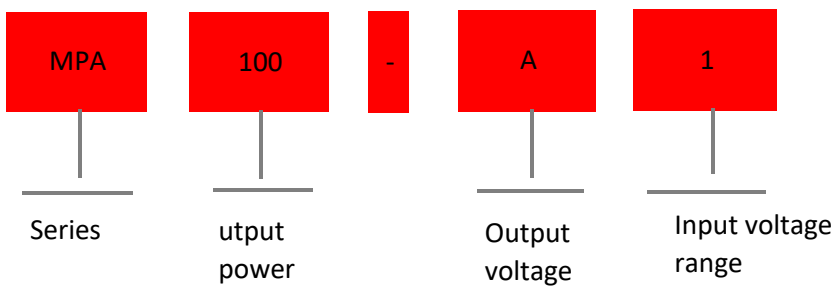 MPA 100 - A 1
Series
utput
power
Output
voltage
Input voltage
range